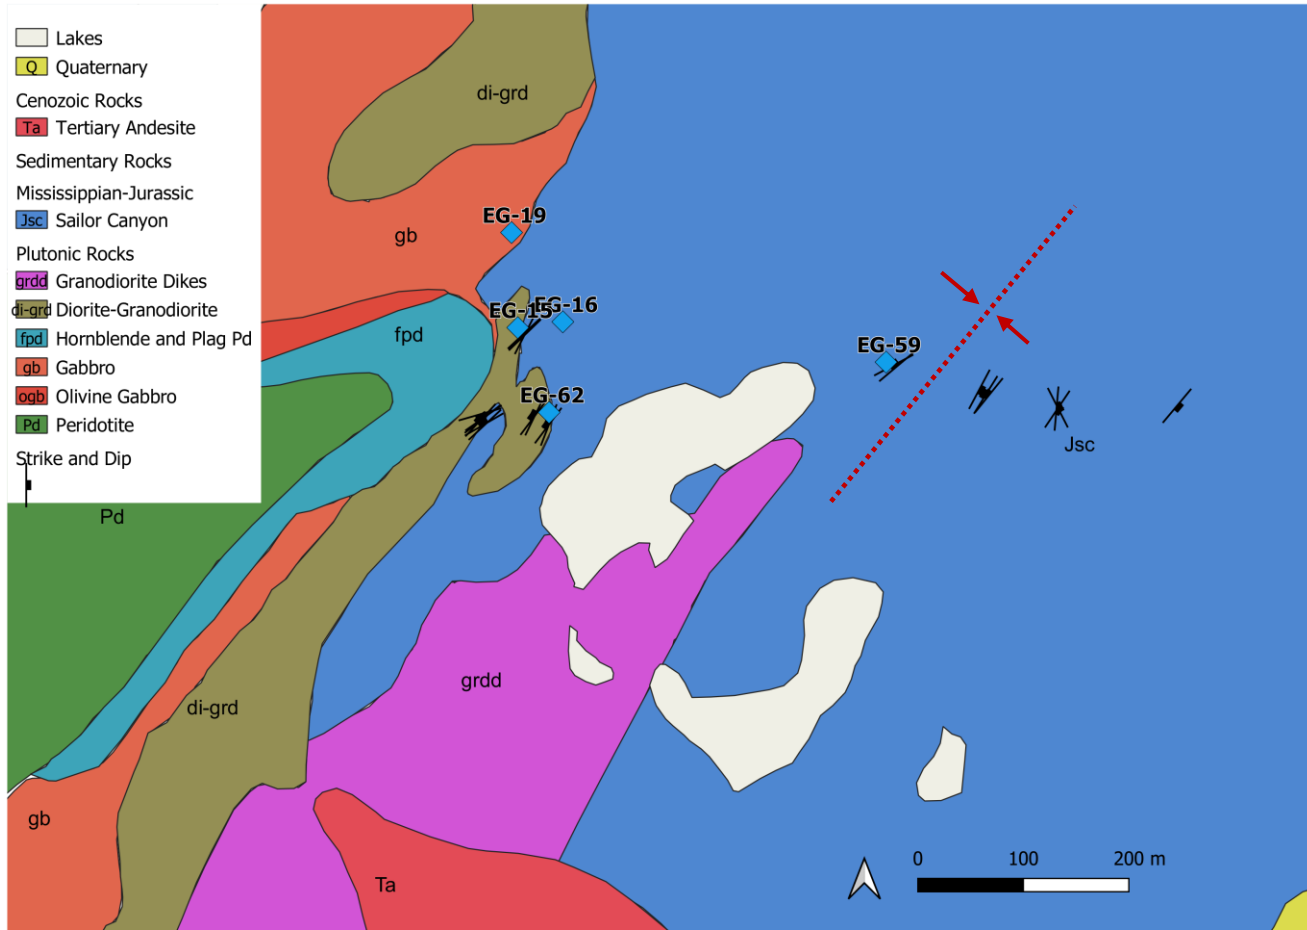 Lakes
Q Quaternary
Cenozoic Rocks
Ta Tertiary Andesite
Sedimentary Rocks
Mississippian-Jurassic
Jsc Sailor Canyon
Plutonic Rocks
grdd Granodiorite Dikes
di-grd Diorite-Granodiorite
fpd Hornblende and Plag Pd
gb Gabbro
ogb Olivine Gabbro
Pd Peridotite
Strike and Dip
di-grd
EG-19
gb
EG-15
EG-16
fpd
EG-59
EG-62
Jsc
Pd
grdd
di-grd
gb
Ta
0 100 200 m